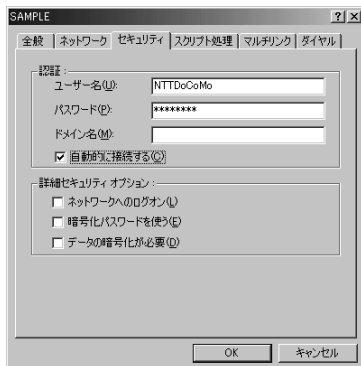 SAMPLE
全般 ネットワーク セキュリティ スクリプト処理 マルチリンク ダイヤル
認証:
ユーザー名(U): NTTDoCoMo
パスワード(P): ********
ドメイン名(M):
自動的に接続する(C)
詳細セキュリティ オプション:
ネットワークへのログオン(L)
暗号化パスワードを使う(E)
データの暗号化が必要(D)
OK キャンセル